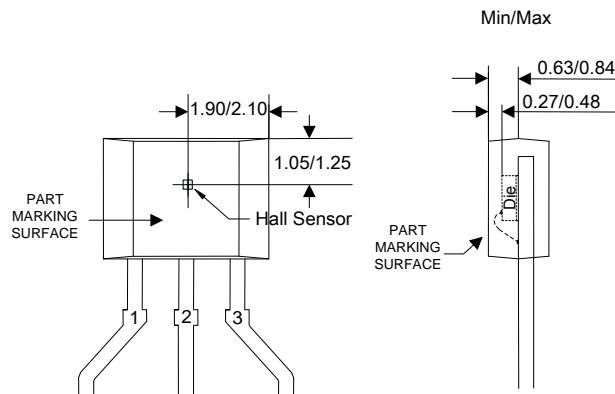 Min/Max
0.63/0.84
0.27/0.48
1.90/2.10
1.05/1.25
PART
MARKING
SURFACE
Hall Sensor
Die
PART
MARKING
SURFACE
1
2
3